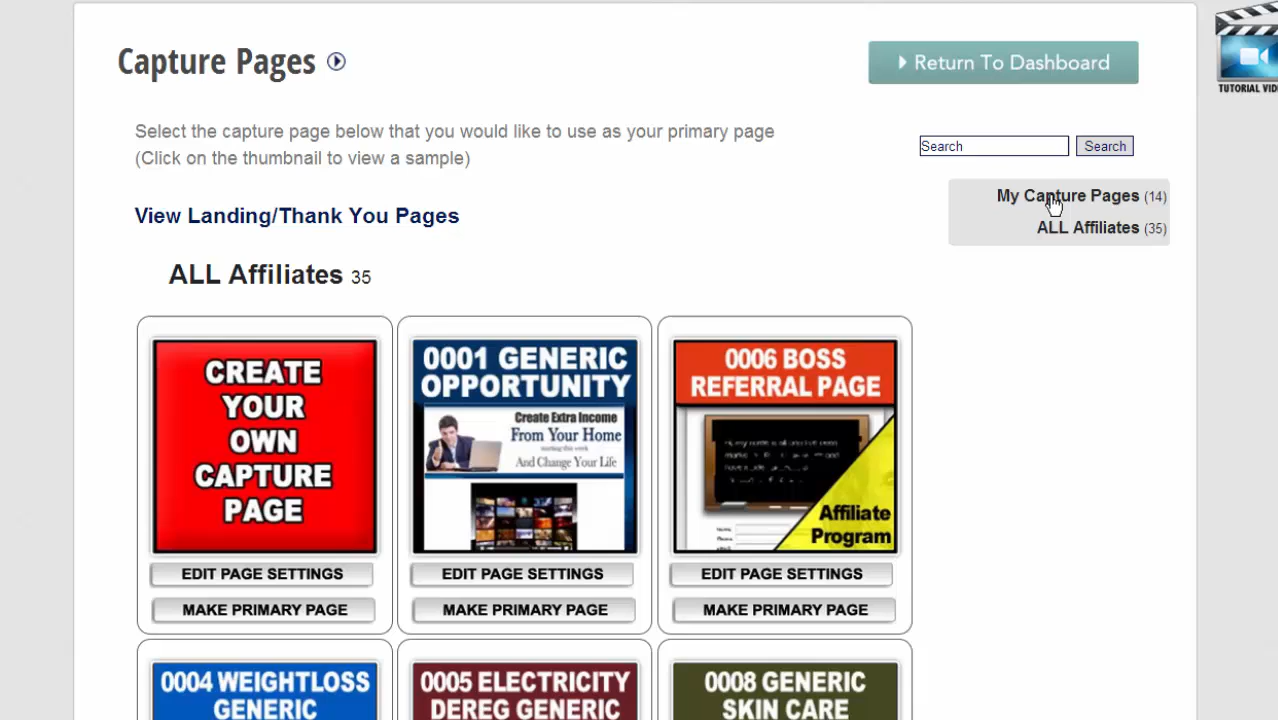 Capture Pages
Return To Dashboard
TUTORIAL VID
Select the capture page below that you would like to use as your primary page
(Click on the thumbnail to view a sample)
Search
Search
My Capture Pages (14)
ALL Affiliates (35)
View Landing/Thank You Pages
ALL Affiliates 35
CREATE
YOUR
OWN
CAPTURE
PAGE
EDIT PAGE SETTINGS
MAKE PRIMARY PAGE
0001 GENERIC
OPPORTUNITY
Create Extra Income
From Your Home
starting this week
And Change Your Life
EDIT PAGE SETTINGS
MAKE PRIMARY PAGE
0006 BOSS
REFERRAL PAGE
Affiliate
Program
EDIT PAGE SETTINGS
MAKE PRIMARY PAGE
0004 WEIGHTLOSS
GENERIC
0005 ELECTRICITY
DEREG GENERIC
0008 GENERIC
SKIN CARE